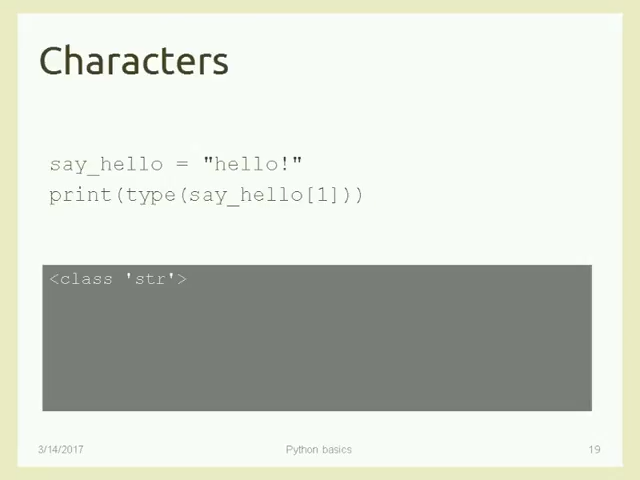 Characters
say_hello = "hello!"
print(type(say_hello[1]))
<class 'str'>
3/14/2017
Python basics
19